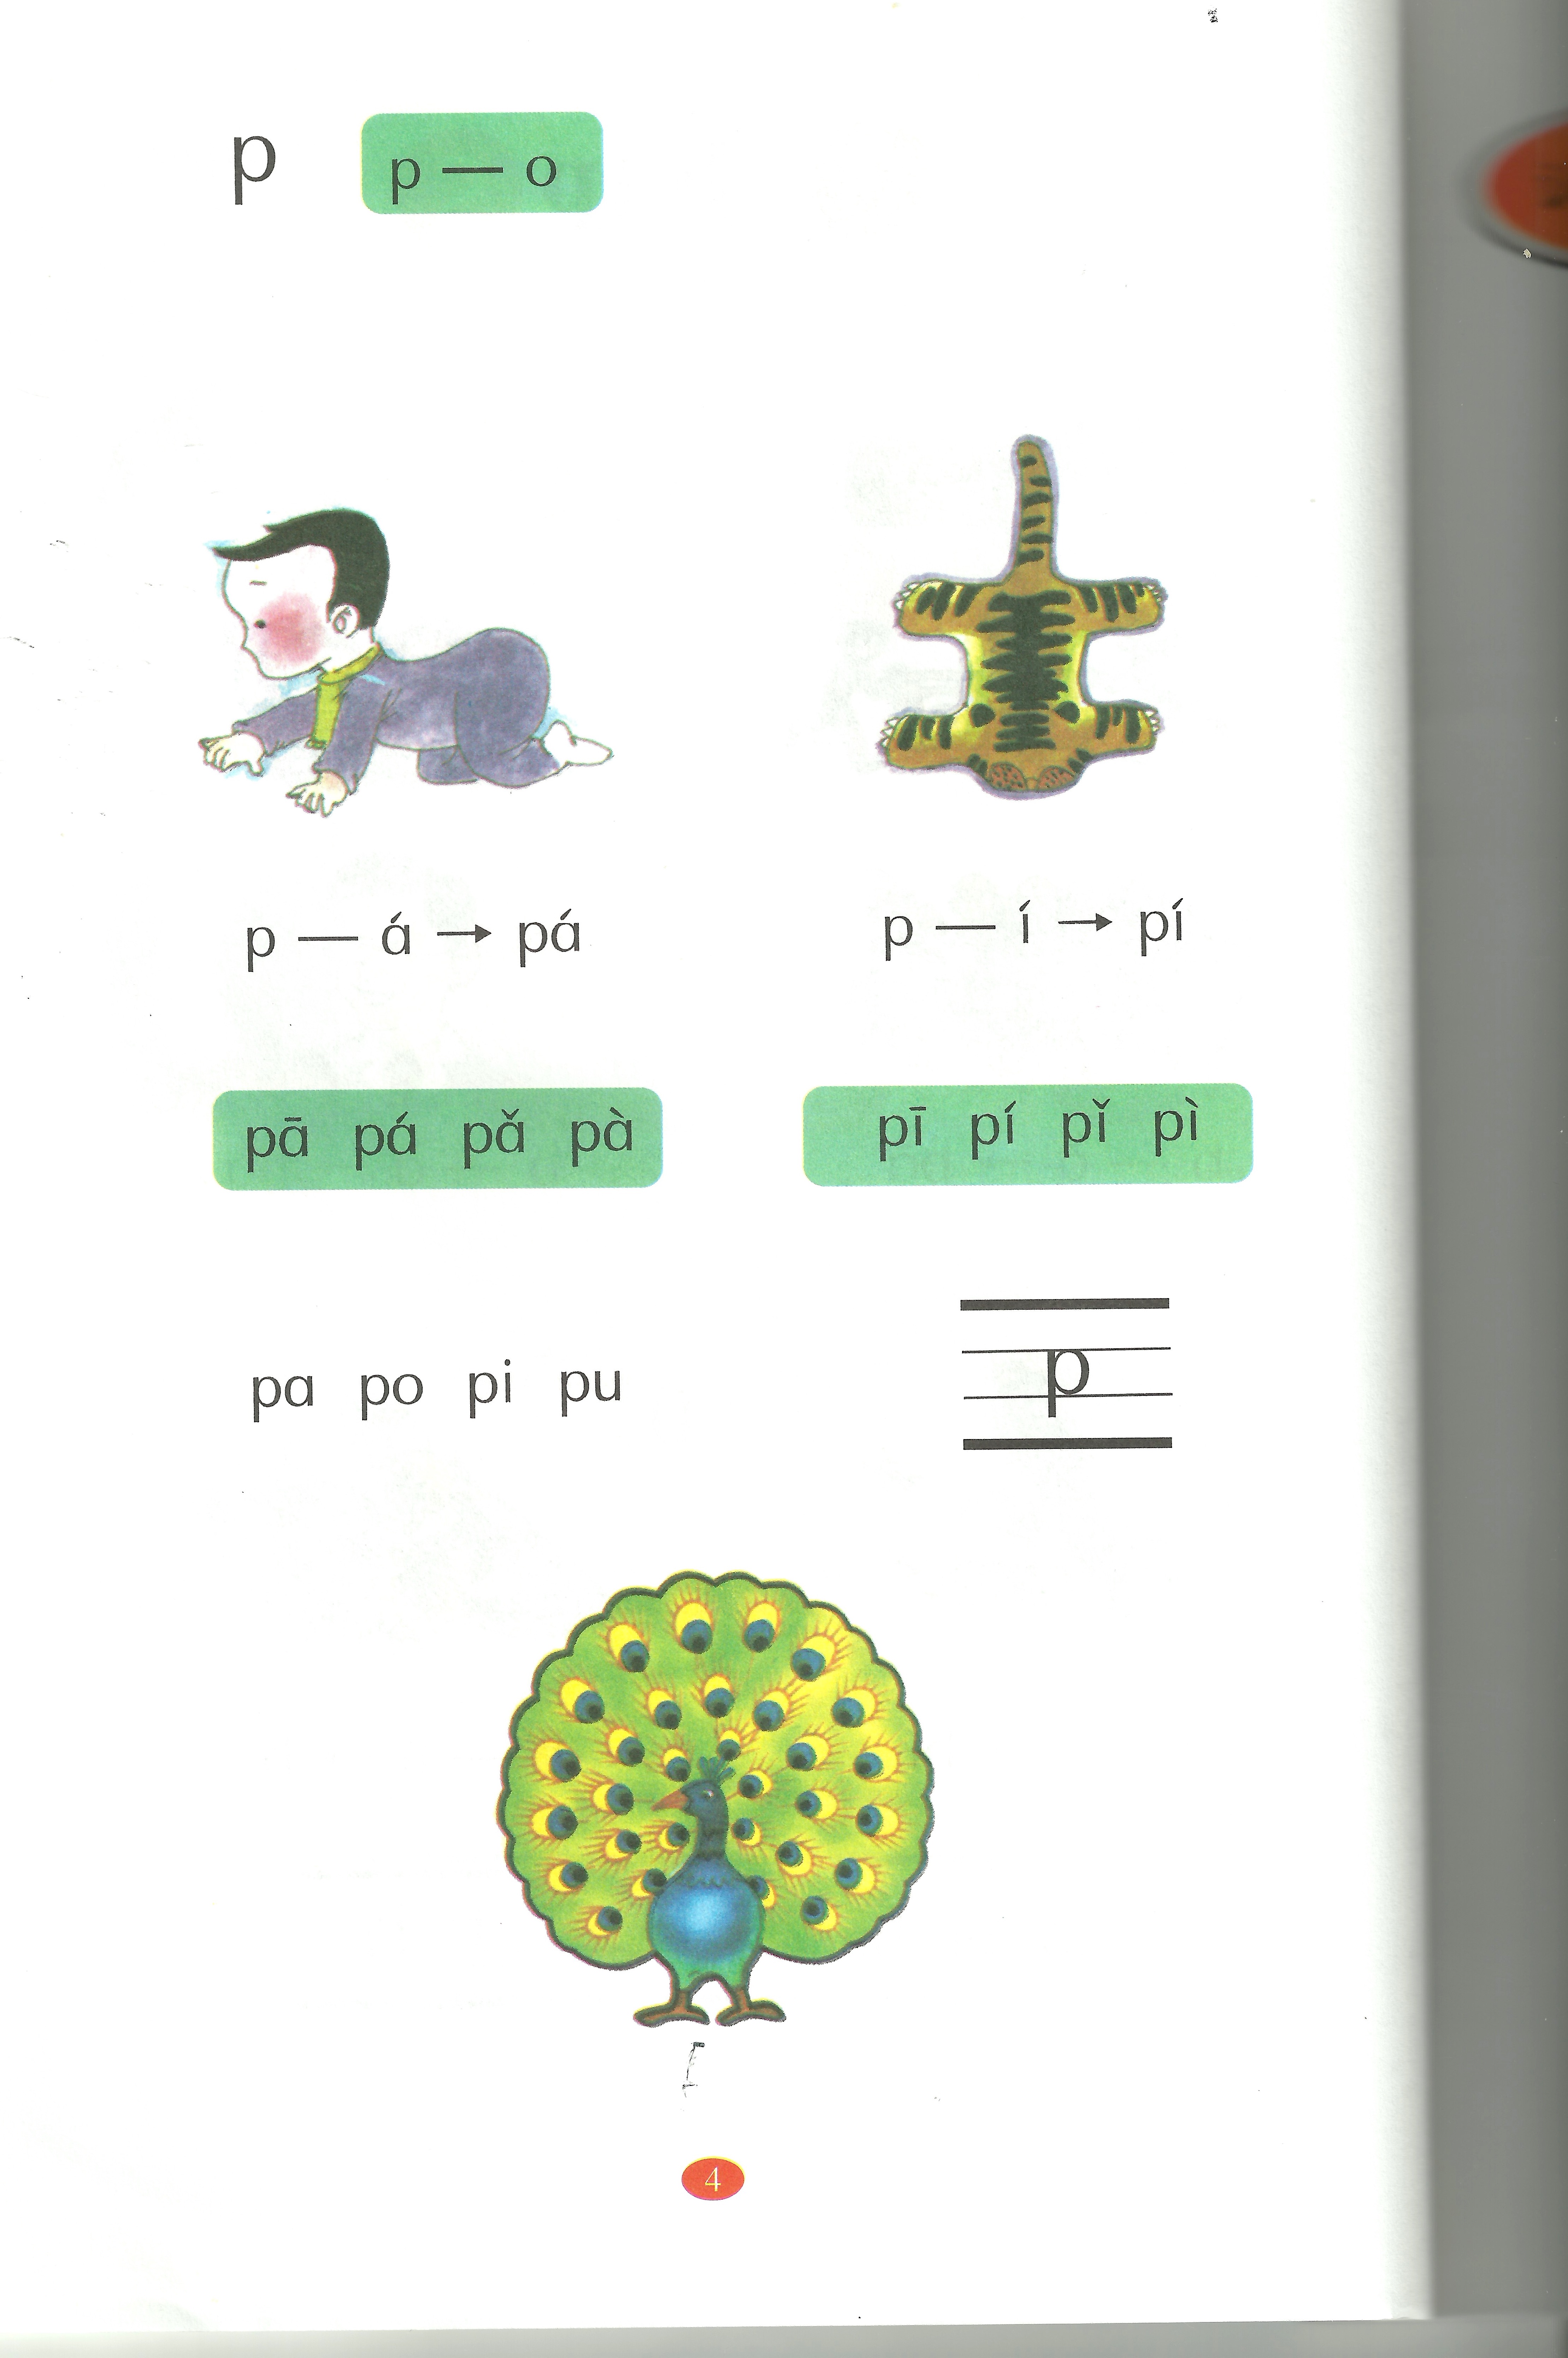 p p — o
p — á → pá p — í → pí
pā pá pǎ pà pī pí pǐ pì
pa po pi pu p
4